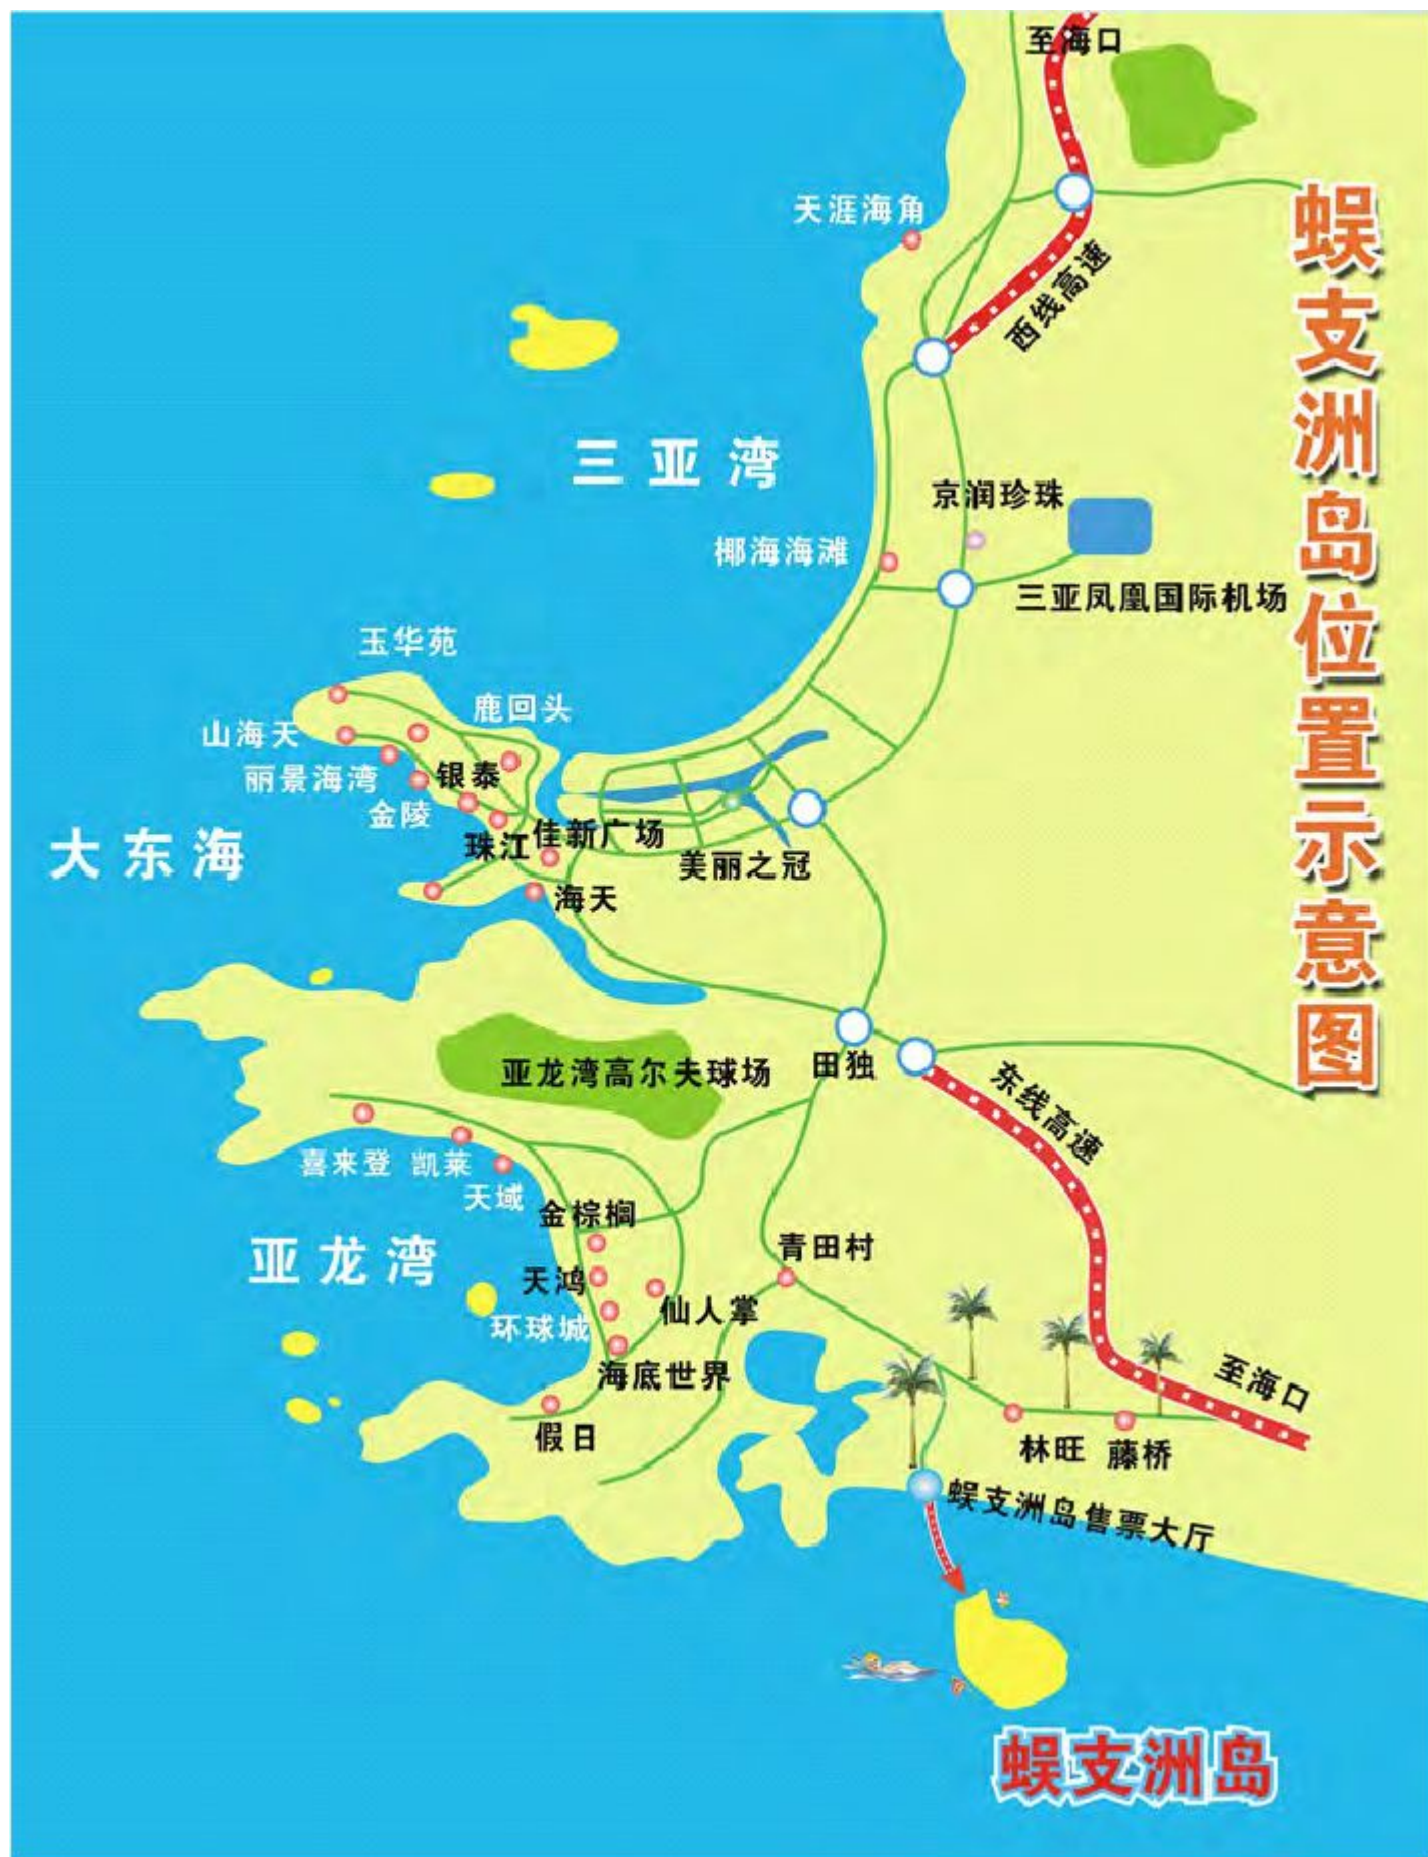 至海口
天涯海角
西线高速
蜈支洲岛位置示意图
三亚湾
京润珍珠
椰海海滩
三亚凤凰国际机场
玉华苑
鹿回头
山海天
丽景海湾
银泰
金陵
大东海
珠江
佳新广场
美丽之冠
海天
亚龙湾高尔夫球场
田独
东线高速
喜来登
凯莱
天域
金棕榈
亚龙湾
青田村
天鸿
仙人掌
环球城
海底世界
至海口
假日
林旺
藤桥
蜈支洲岛售票大厅
蜈支洲岛